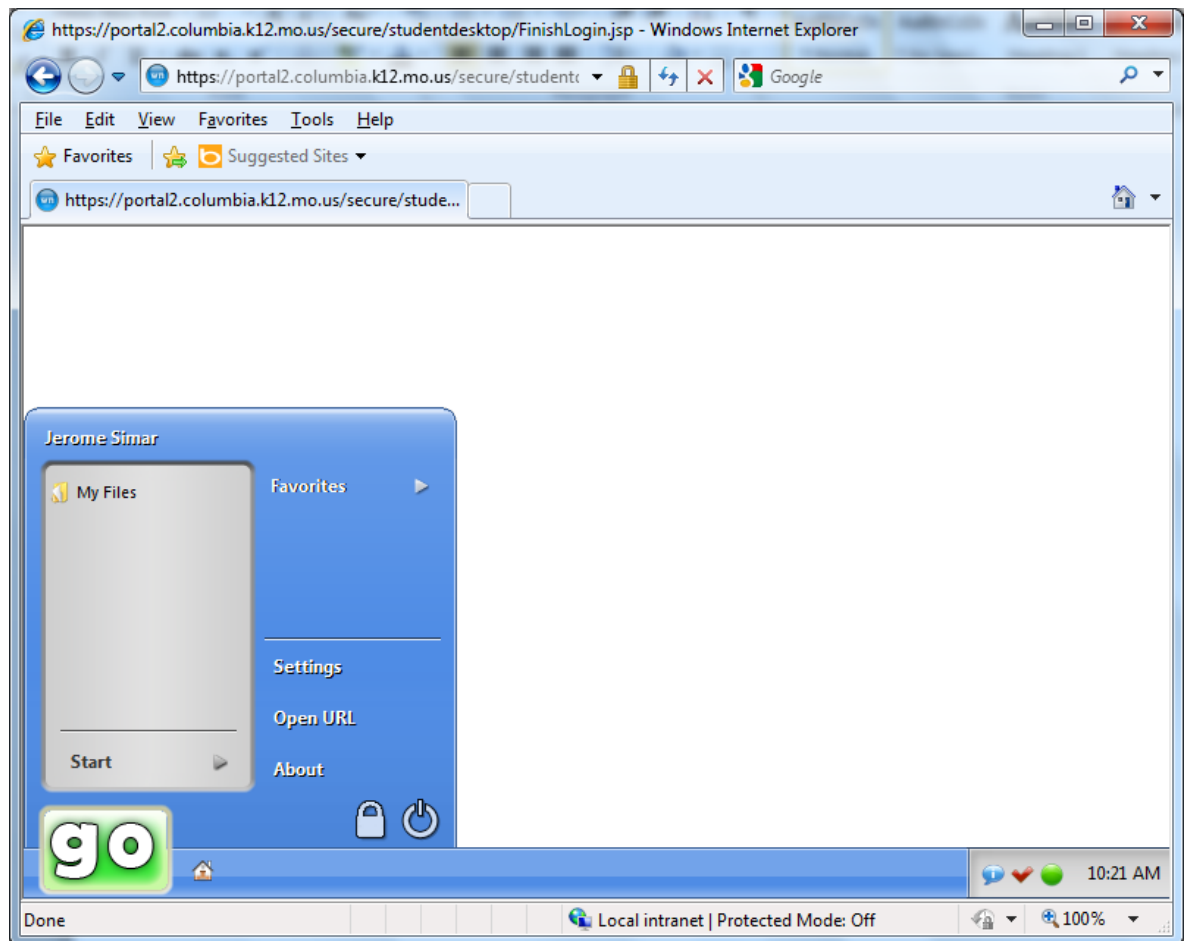 https://portal2.columbia.k12.mo.us/secure/studentdesktop/FinishLogin.jsp - Windows Internet Explorer
https://portal2.columbia.k12.mo.us/secure/students Google
File Edit View Favorites Tools Help
Favorites Suggested Sites
https://portal2.columbia.k12.mo.us/secure/stude...
Jerome Simar
My Files
Favorites
Settings
Open URL
Start
About
go
10:21 AM
Done Local intranet | Protected Mode: Off 100%